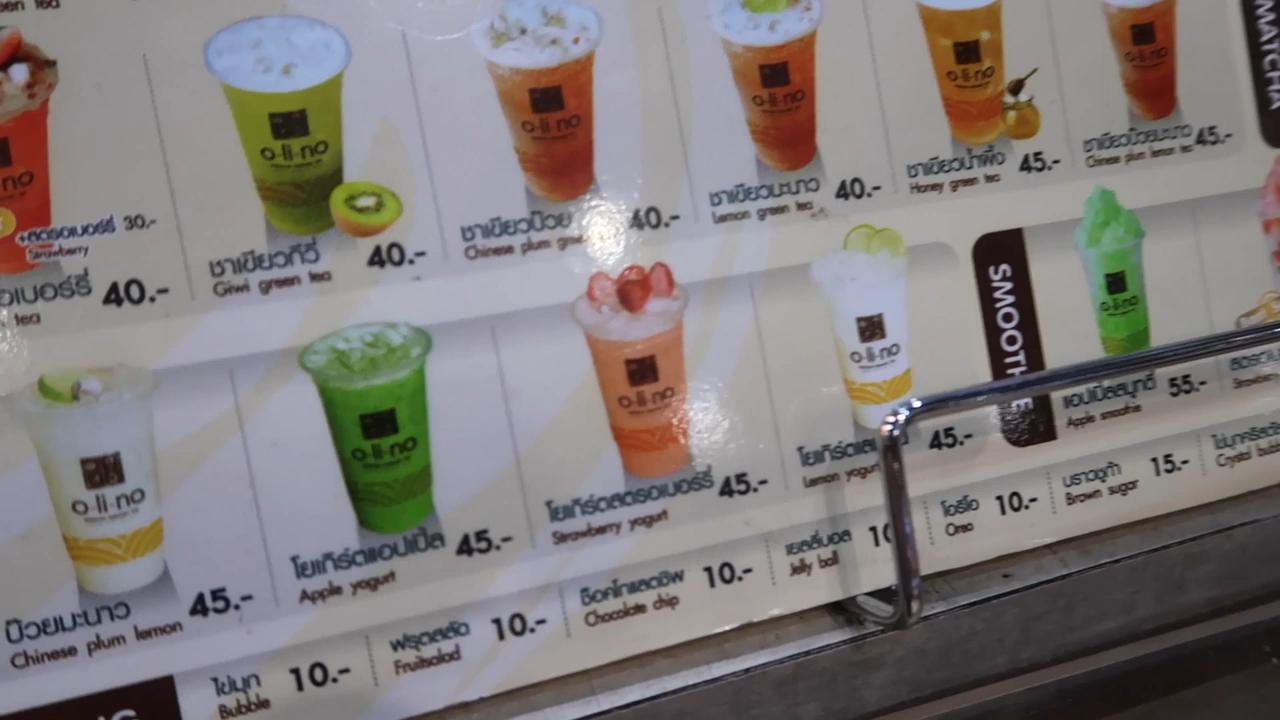 MATCHA
o-li-no
o-li-no
o-li-no
o-li-no
o-li-no
+สตรอเบอร์รี่ 30.-
Strawberry
40.-
tea
ชาเขียวกีวี่ 40.-
Giwi green tea
ชาเขียวป๊วย 40.-
Chinese plum
ชาเขียวมะนาว 40.-
Lemon green tea
ชาเขียวน้ำผึ้ง 45.-
Honey green tea
ชาเขียวป๊วยมะนาว 45.-
Chinese plum lemon tea
o-li-no
o-li-no
o-li-no
o-li-no
SMOOTH
o-li-no
ป๊วยมะนาว 45.-
Chinese plum lemon
โยเกิร์ตแอปเปิ้ล 45.-
Apple yogurt
โยเกิร์ตสตรอเบอร์รี่ 45.-
Strawberry yogurt
45.-
Lemon yogur
แอปเปิ้ลสมูทตี้ 55.-
Apple smoothie
ไข่มุก 10.-
Bubble
ฟรุตสลัด 10.-
Fruitsalad
ช็อคโกแลตชิพ 10.-
Chocolate chip
เยลลี่บอล 10
Jelly ball
โอริโอ 10.-
Oreo
บราวชูก้า 15.-
Brown sugar
Crystal